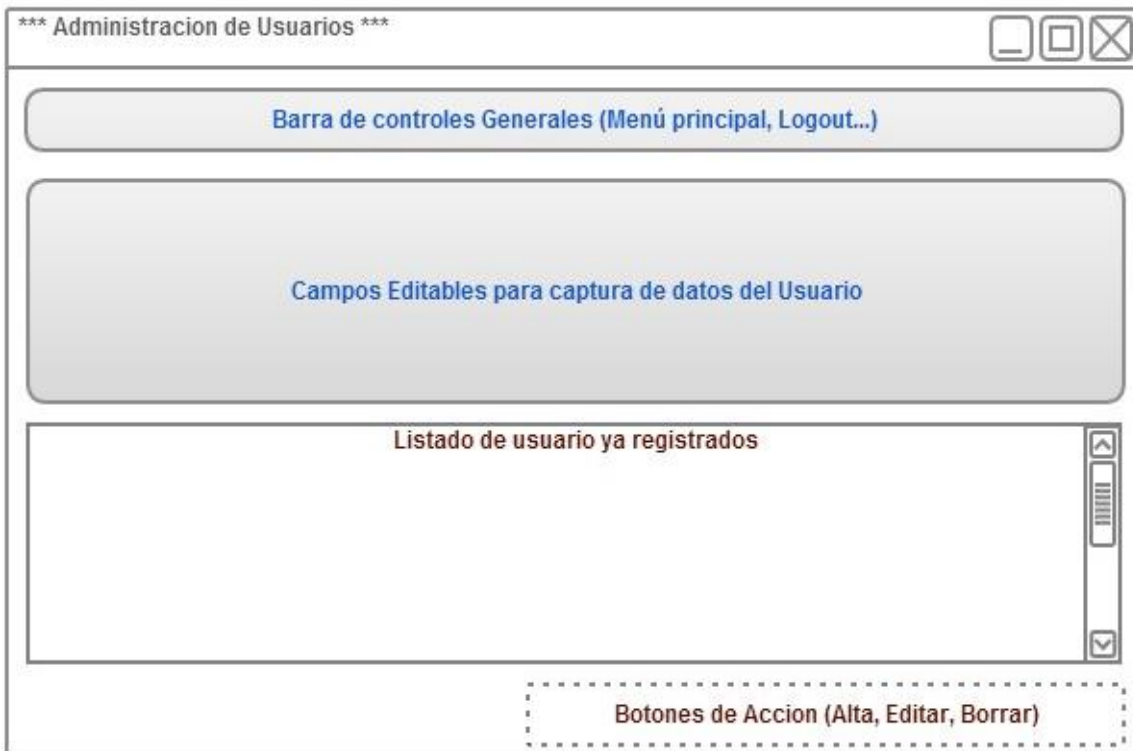 *** Administracion de Usuarios ***
Barra de controles Generales (Menú principal, Logout...)
Campos Editables para captura de datos del Usuario
Listado de usuario ya registrados
Botones de Accion (Alta, Editar, Borrar)